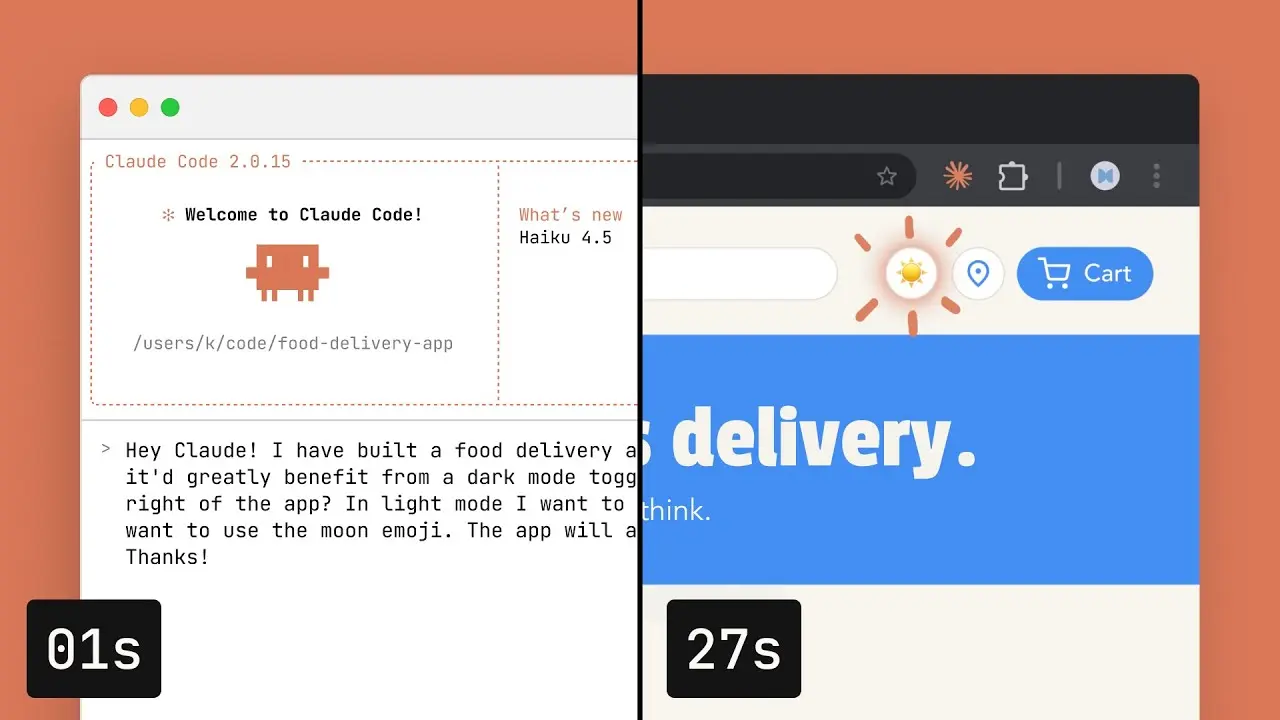 Claude Code 2.0.15
✻ Welcome to Claude Code!
What’s new
Haiku 4.5
/users/k/code/food-delivery-app
> Hey Claude! I have built a food delivery a
it'd greatly benefit from a dark mode togg
right of the app? In light mode I want to
want to use the moon emoji. The app will a
Thanks!
01s
Cart
s delivery.
think.
27s